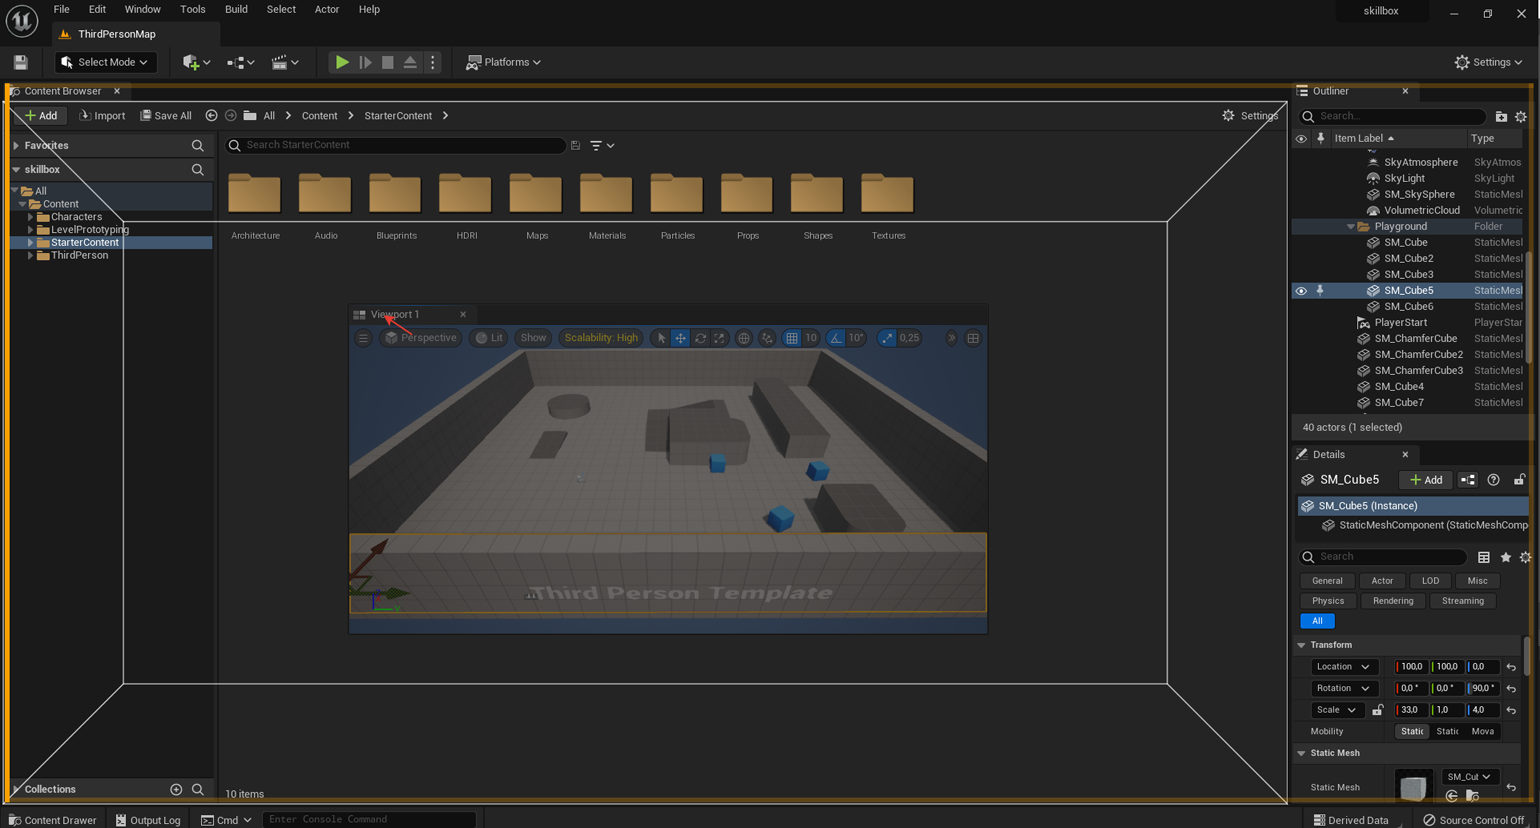 File Edit Window Tools Build Select Actor Help
skillbox
ThirdPersonMap
Select Mode
Platforms
Settings
Content Browser
Add
Import
Save All
All
Content
StarterContent
Settings
Favorites
skillbox
All
Content
Characters
LevelPrototyping
StarterContent
ThirdPerson
Collections
Search StarterContent
Architecture Audio Blueprints HDRI Maps Materials Particles Props Shapes Textures
Viewport 1
Perspective Lit Show Scalability: High 10 10° 0,25
Third Person Template
10 items
Outliner
Search...
Item Label Type
SkyAtmosphere SkyAtmos
SkyLight SkyLight
SM_SkySphere StaticMesl
VolumetricCloud Volumetric
Playground Folder
SM_Cube StaticMesl
SM_Cube2 StaticMesl
SM_Cube3 StaticMesl
SM_Cube5 StaticMesl
SM_Cube6 StaticMesl
PlayerStart PlayerStar
SM_ChamferCube StaticMesl
SM_ChamferCube2 StaticMesl
SM_ChamferCube3 StaticMesl
SM_Cube4 StaticMesl
SM_Cube7 StaticMesl
40 actors (1 selected)
Details
SM_Cube5 Add
SM_Cube5 (Instance)
StaticMeshComponent (StaticMeshComp
Search
General Actor LOD Misc
Physics Rendering Streaming
All
Transform
Location 100,0 100,0 0,0
Rotation 0,0 ° 0,0 ° 90,0 °
Scale 33,0 1,0 4,0
Mobility Static Static Mova
Static Mesh
Static Mesh SM_Cut
Content Drawer Output Log Cmd Enter Console Command Derived Data Source Control Off